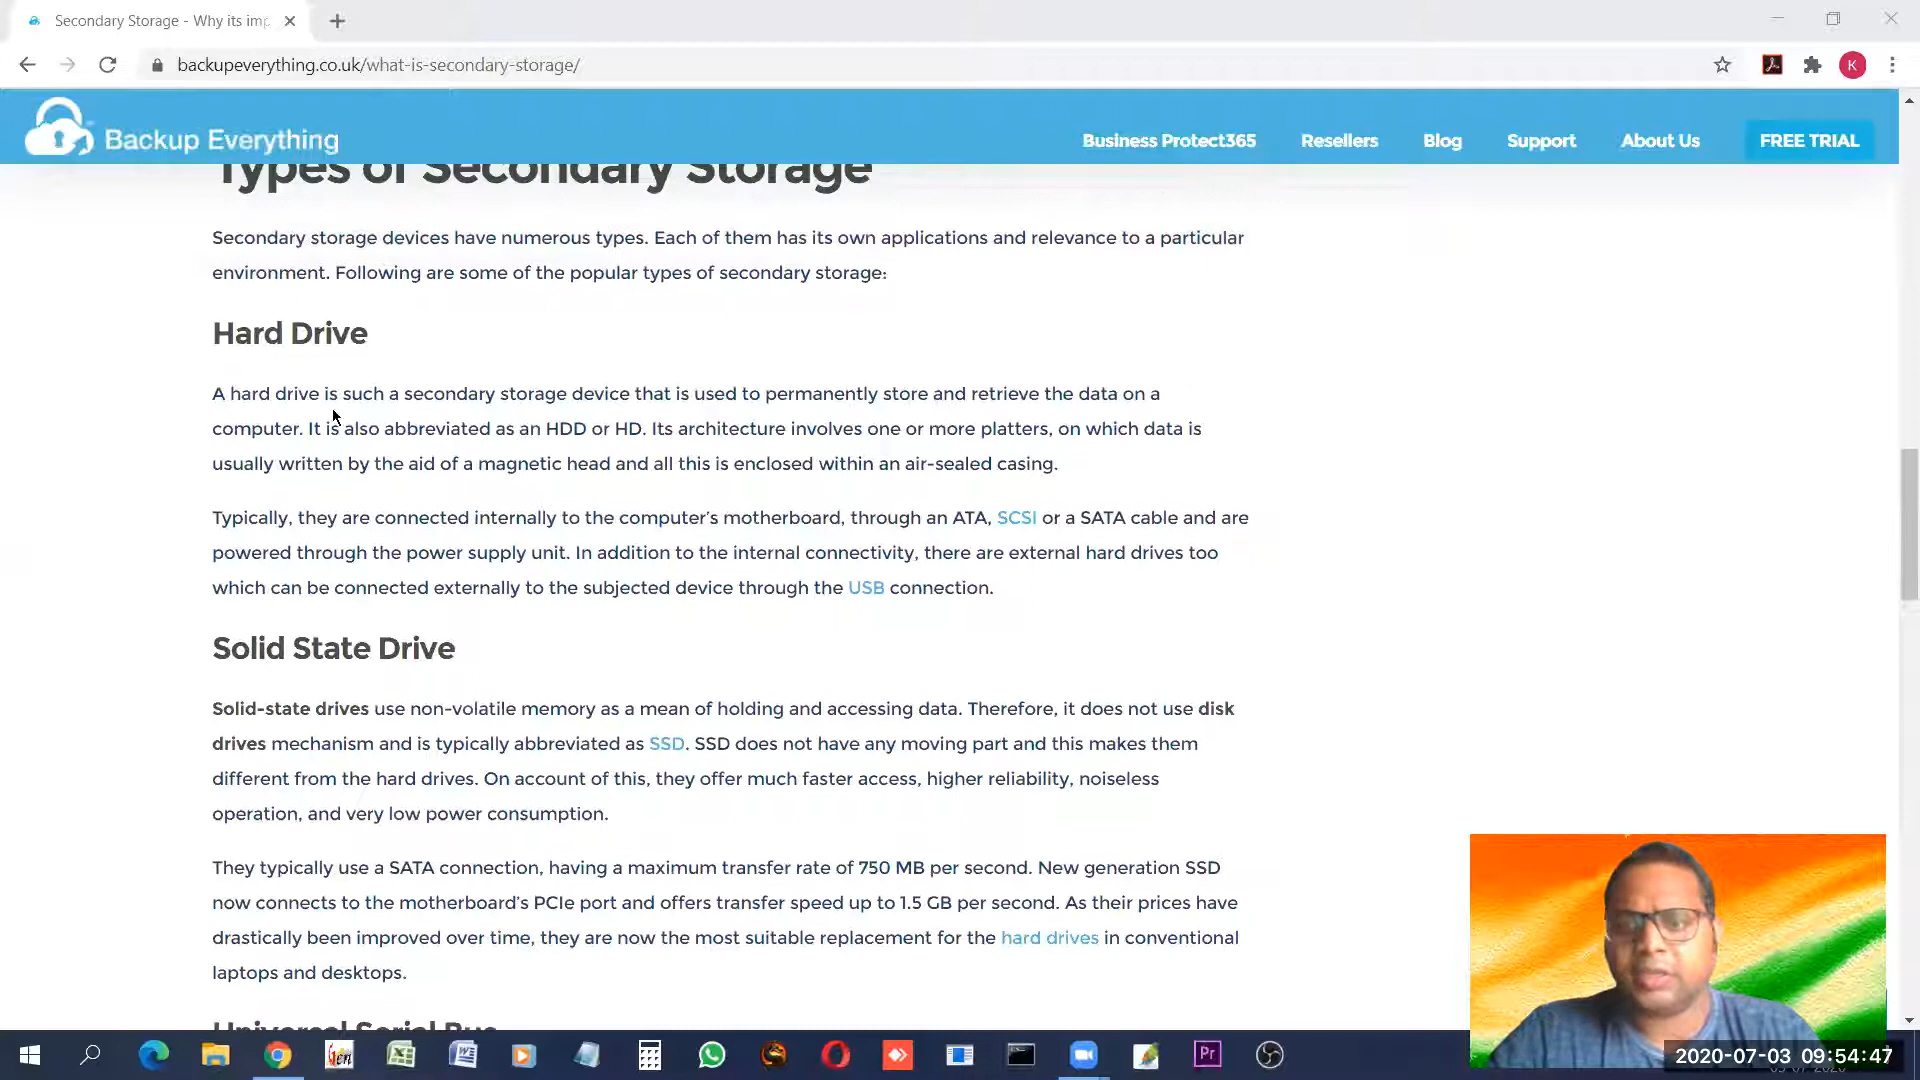 Secondary Storage - Why its imp
backupeverything.co.uk/what-is-secondary-storage/
K
Backup Everything
Business Protect365
Resellers
Blog
Support
About Us
FREE TRIAL
Types of Secondary Storage
Secondary storage devices have numerous types. Each of them has its own applications and relevance to a particular
environment. Following are some of the popular types of secondary storage:
Hard Drive
A hard drive is such a secondary storage device that is used to permanently store and retrieve the data on a
computer. It is also abbreviated as an HDD or HD. Its architecture involves one or more platters, on which data is
usually written by the aid of a magnetic head and all this is enclosed within an air-sealed casing.
Typically, they are connected internally to the computer's motherboard, through an ATA, SCSI or a SATA cable and are
powered through the power supply unit. In addition to the internal connectivity, there are external hard drives too
which can be connected externally to the subjected device through the USB connection.
Solid State Drive
Solid-state drives use non-volatile memory as a mean of holding and accessing data. Therefore, it does not use disk
drives mechanism and is typically abbreviated as SSD. SSD does not have any moving part and this makes them
different from the hard drives. On account of this, they offer much faster access, higher reliability, noiseless
operation, and very low power consumption.
They typically use a SATA connection, having a maximum transfer rate of 750 MB per second. New generation SSD
now connects to the motherboard's PCIe port and offers transfer speed up to 1.5 GB per second. As their prices have
drastically been improved over time, they are now the most suitable replacement for the hard drives in conventional
laptops and desktops.
Universal Serial Bus
Gen
Pr
2020-07-03 09:54:47